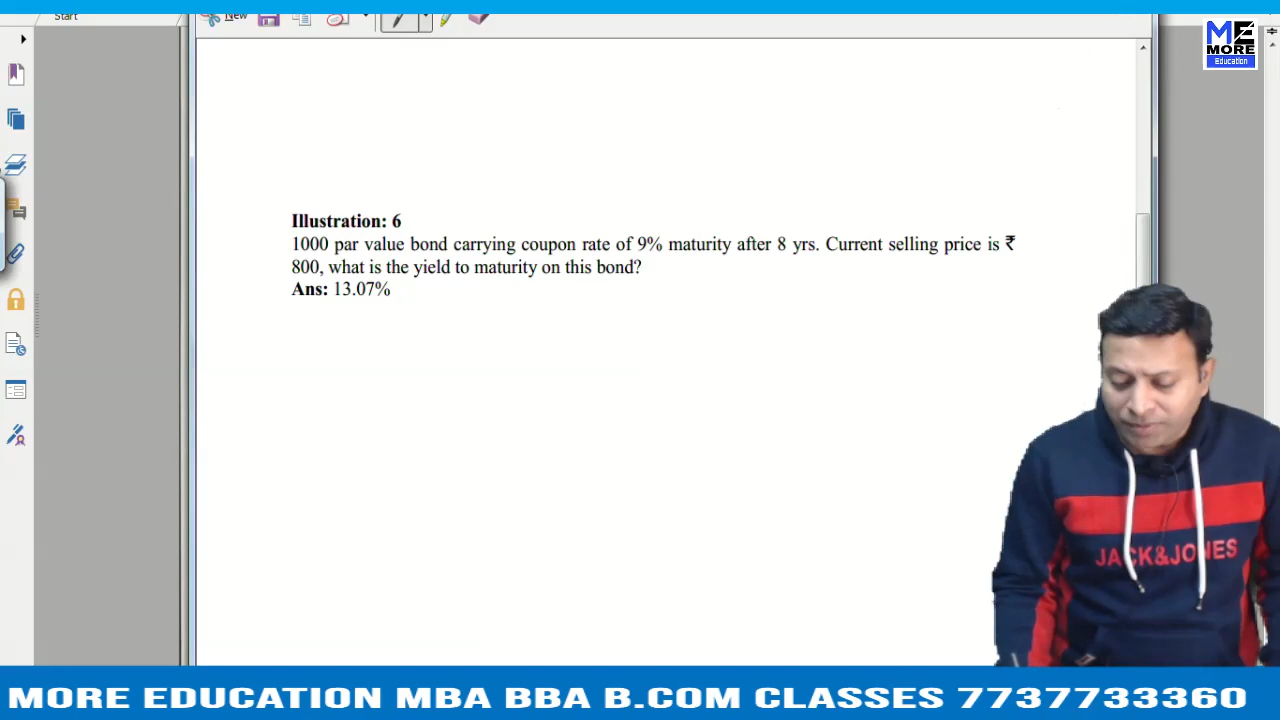 Start
New
ME
MORE
Education
Illustration: 6
1000 par value bond carrying coupon rate of 9% maturity after 8 yrs. Current selling price is ₹
800, what is the yield to maturity on this bond?
Ans: 13.07%
JACK&JONES
MORE EDUCATION MBA BBA B.COM CLASSES 7737733360